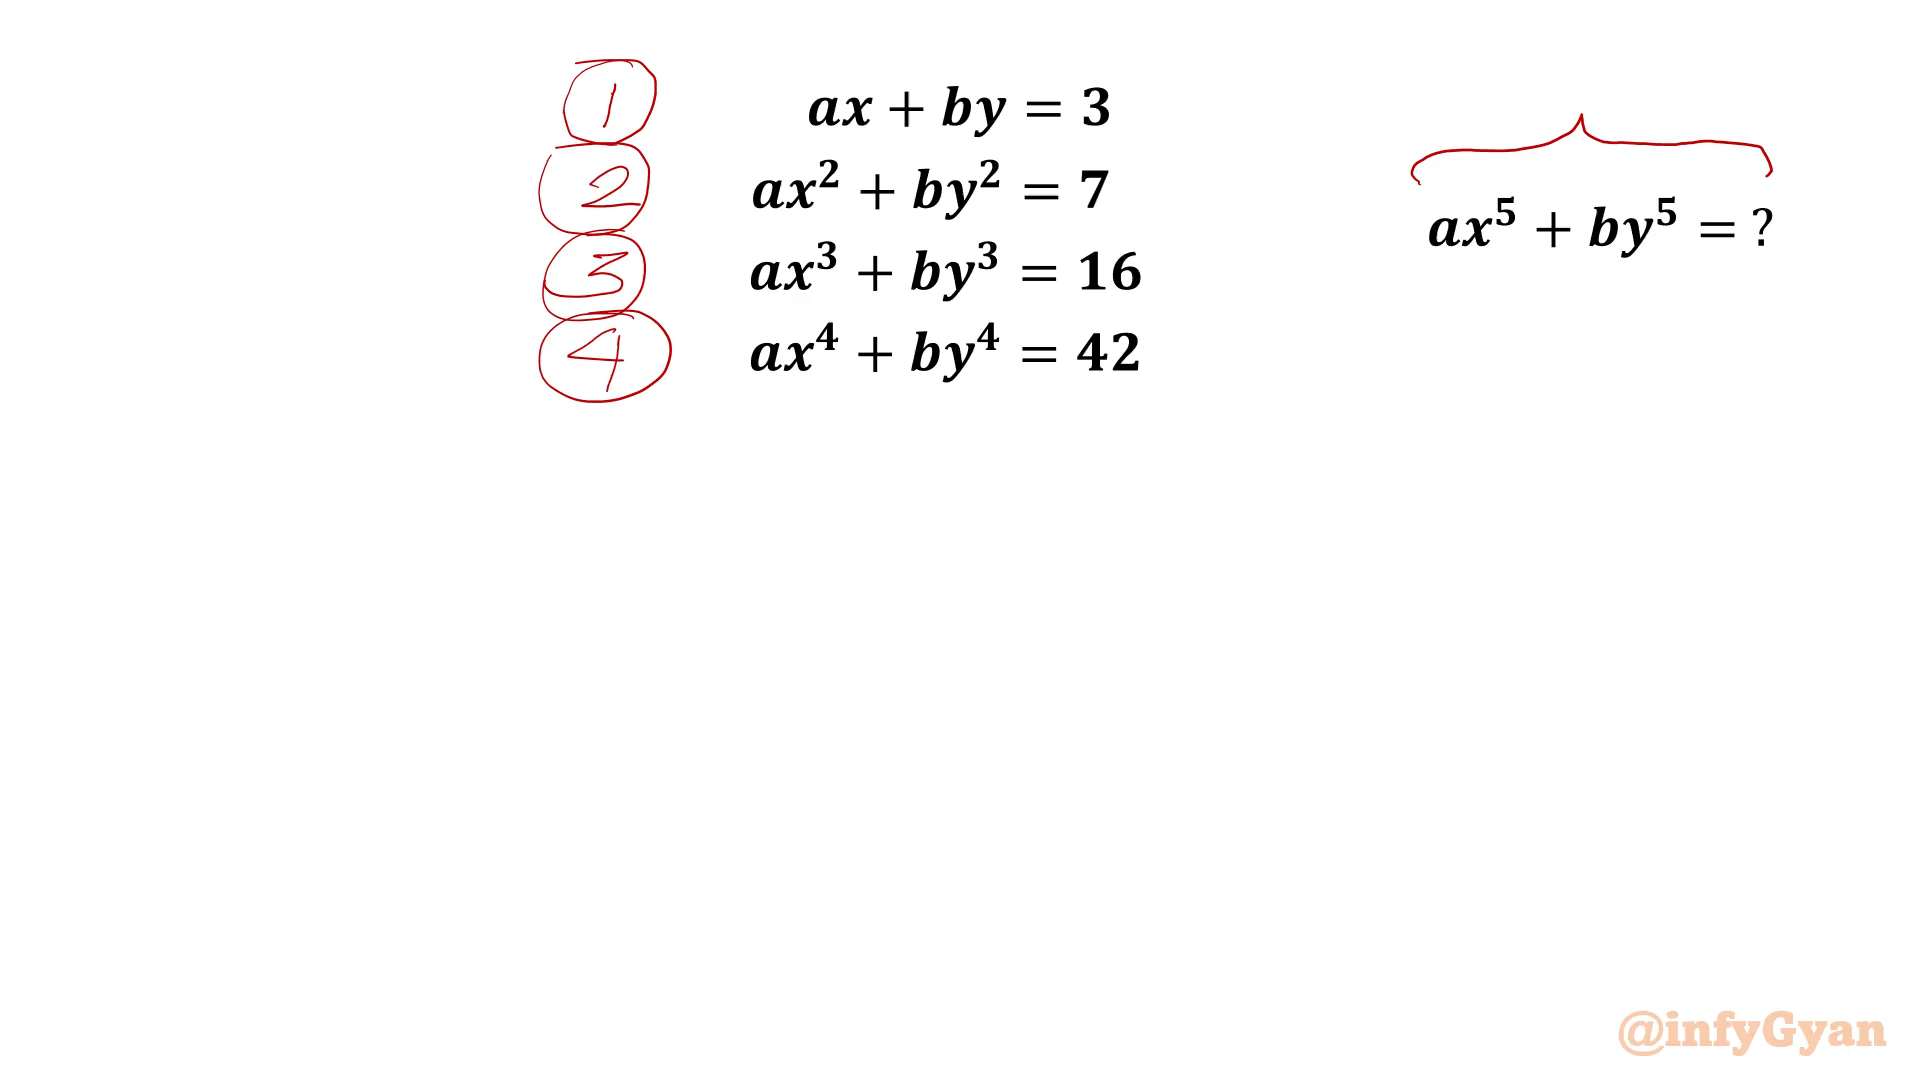 1 ax + by = 3
2 ax² + by² = 7
3 ax³ + by³ = 16
4 ax⁴ + by⁴ = 42
ax⁵ + by⁵ = ?
@infyGyan